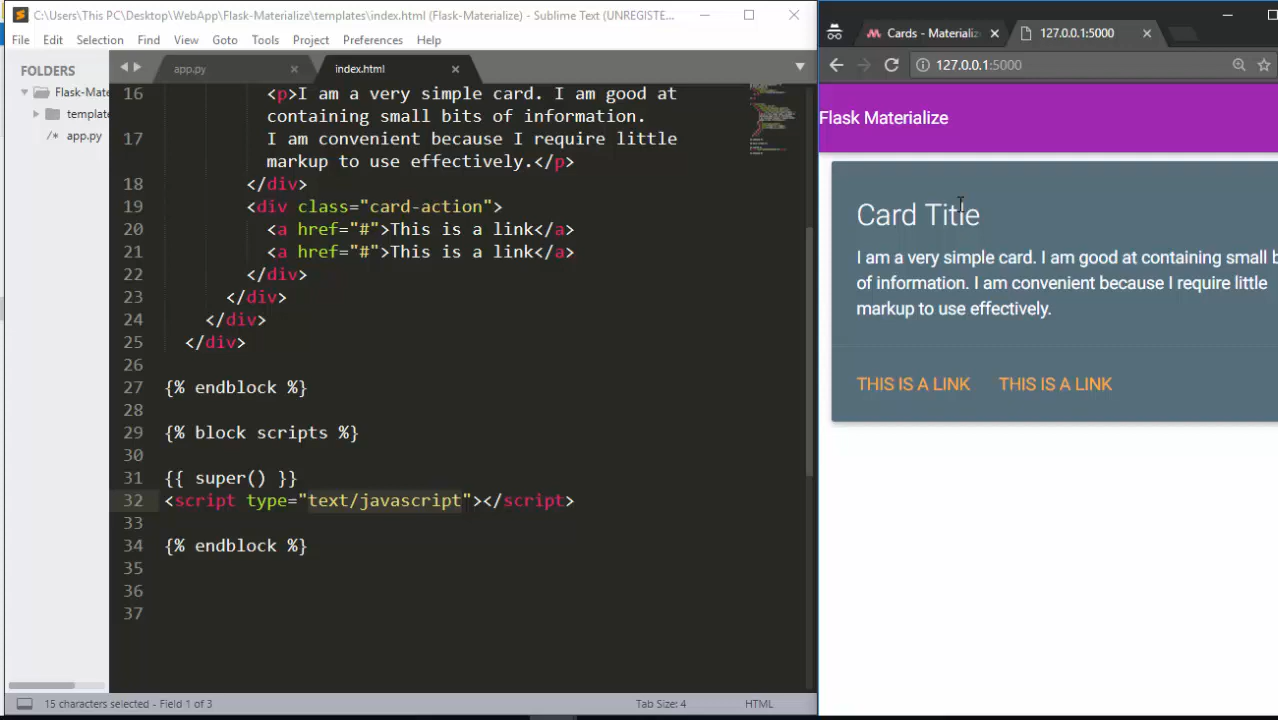 C:\Users\This PC\Desktop\WebApp\Flask-Materialize\templates\index.html (Flask-Materialize) - Sublime Text (UNREGISTE...
File Edit Selection Find View Goto Tools Project Preferences Help
FOLDERS
Flask-Mate
template
/* app.py
app.py
index.html
16 <p>I am a very simple card. I am good at
containing small bits of information.
17 I am convenient because I require little
markup to use effectively.</p>
18 </div>
19 <div class="card-action">
20 <a href="#">This is a link</a>
21 <a href="#">This is a link</a>
22 </div>
23 </div>
24 </div>
25 </div>
26
27 {% endblock %}
28
29 {% block scripts %}
30
31 {{ super() }}
32 <script type="text/javascript"></script>
33
34 {% endblock %}
35
36
37
15 characters selected - Field 1 of 3
Tab Size: 4
HTML
Cards - Materializ
127.0.0.1:5000
127.0.0.1:5000
Flask Materialize
Card Title
I am a very simple card. I am good at containing small b
of information. I am convenient because I require little
markup to use effectively.
THIS IS A LINK THIS IS A LINK